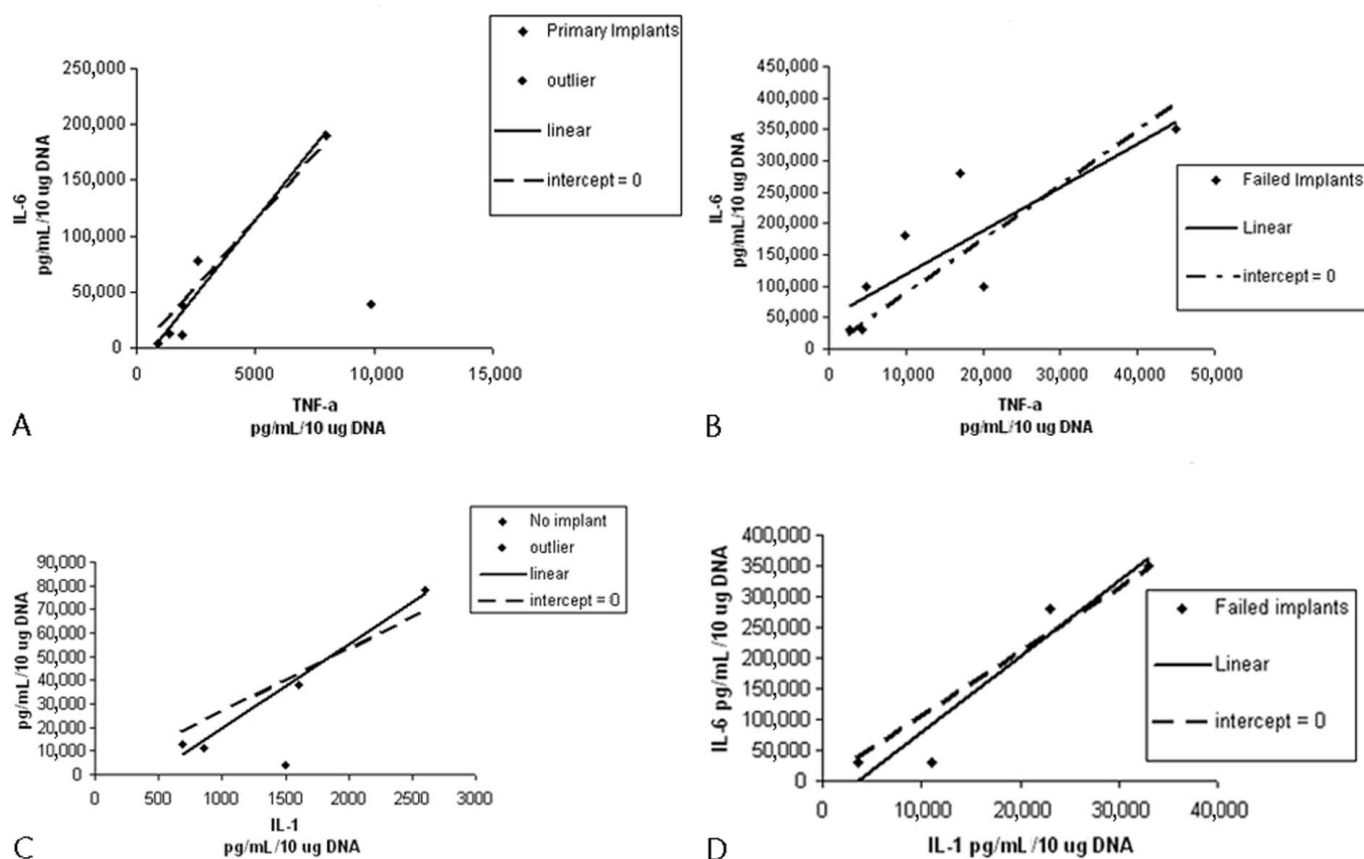 Primary Implants
outlier
linear
intercept = 0
250,000
200,000
150,000
100,000
50,000
0
IL-6
pg/mL/10 ug DNA
0 5000 10,000 15,000
TNF-a
pg/mL/10 ug DNA
A
450,000
400,000
350,000
300,000
250,000
200,000
150,000
100,000
50,000
0
IL-6
pg/mL/10 ug DNA
Failed Implants
Linear
intercept = 0
0 10,000 20,000 30,000 40,000 50,000
TNF-a
pg/mL/10 ug DNA
B
No implant
outlier
linear
intercept = 0
90,000
80,000
70,000
60,000
50,000
40,000
30,000
20,000
10,000
0
pg/mL/10 ug DNA
0 500 1000 1500 2000 2500 3000
IL-1
pg/mL/10 ug DNA
C
400,000
350,000
300,000
250,000
200,000
150,000
100,000
50,000
0
IL-6 pg/mL/10 ug DNA
Failed implants
Linear
intercept = 0
0 10,000 20,000 30,000 40,000
IL-1 pg/mL/10 ug DNA
D